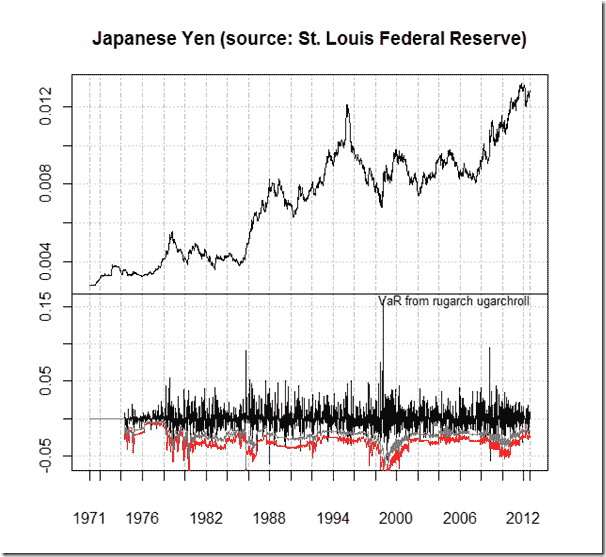 Japanese Yen (source: St. Louis Federal Reserve)
0.012
0.008
0.004
VaR from rugarch ugarchroll
0.15
0.05
-0.05
1971 1976 1982 1988 1994 2000 2006 2012